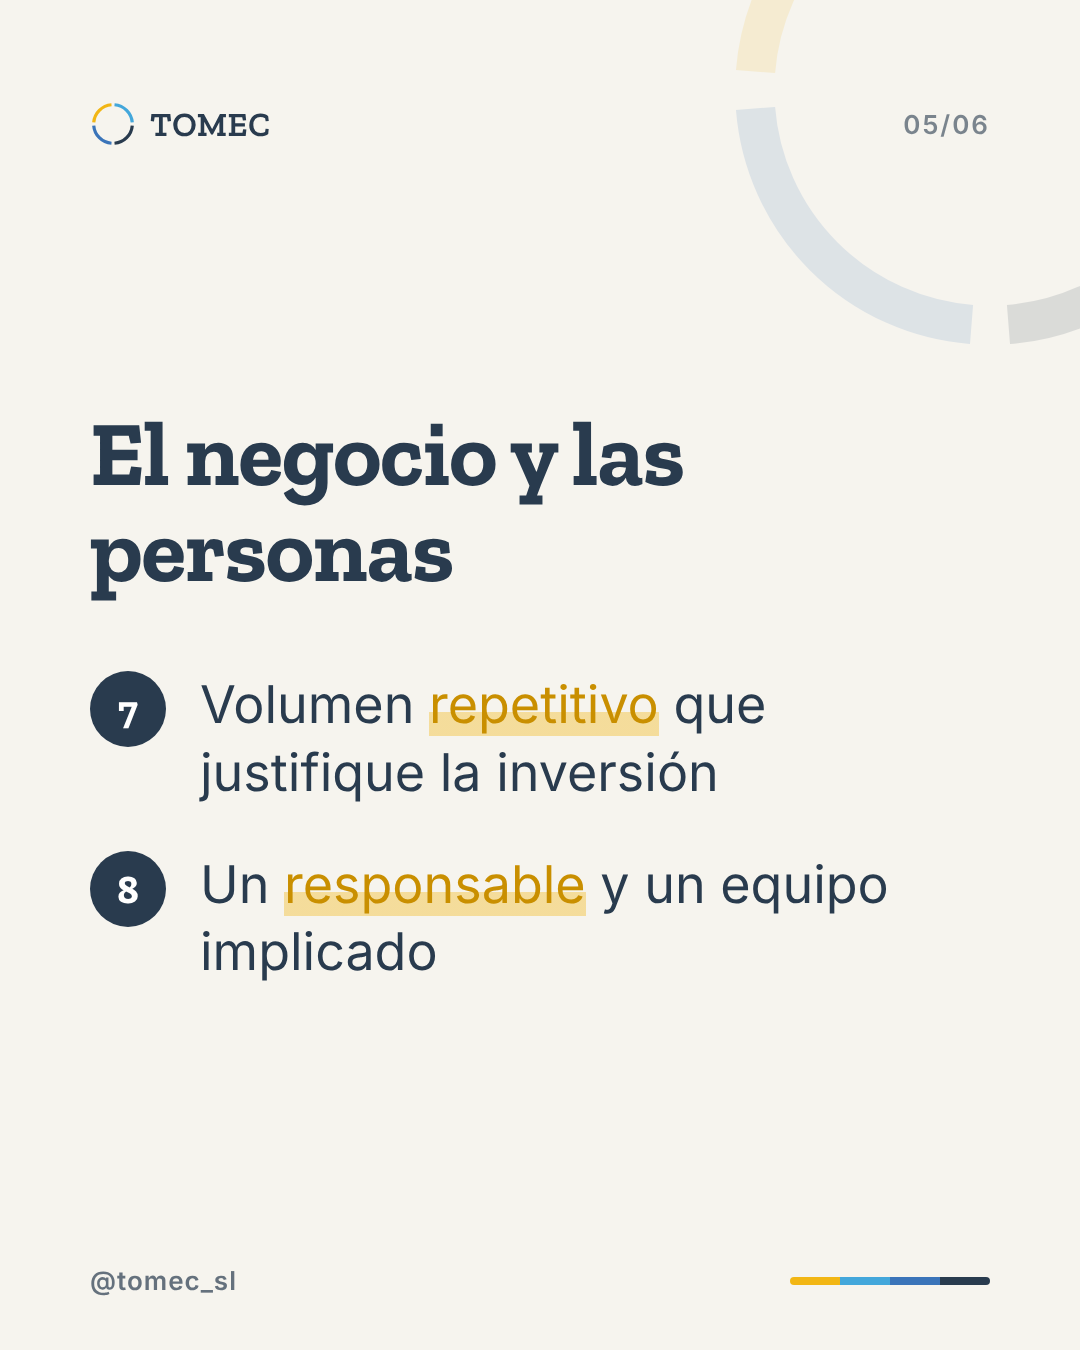 TOMEC
05/06
El negocio y las
personas
7
Volumen repetitivo que
justifique la inversión
8
Un responsable y un equipo
implicado
@tomec_sl